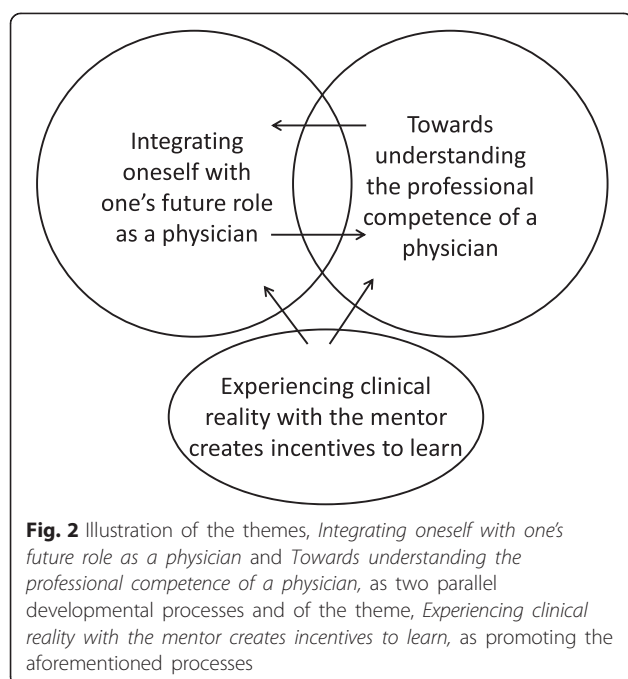 Integrating
oneself with
one's future role
as a physician
Towards
understanding
the professional
competence of a
physician
Experiencing clinical
reality with the mentor
creates incentives to learn
Fig. 2 Illustration of the themes, Integrating oneself with one's
future role as a physician and Towards understanding the
professional competence of a physician, as two parallel
developmental processes and of the theme, Experiencing clinical
reality with the mentor creates incentives to learn, as promoting the
aforementioned processes